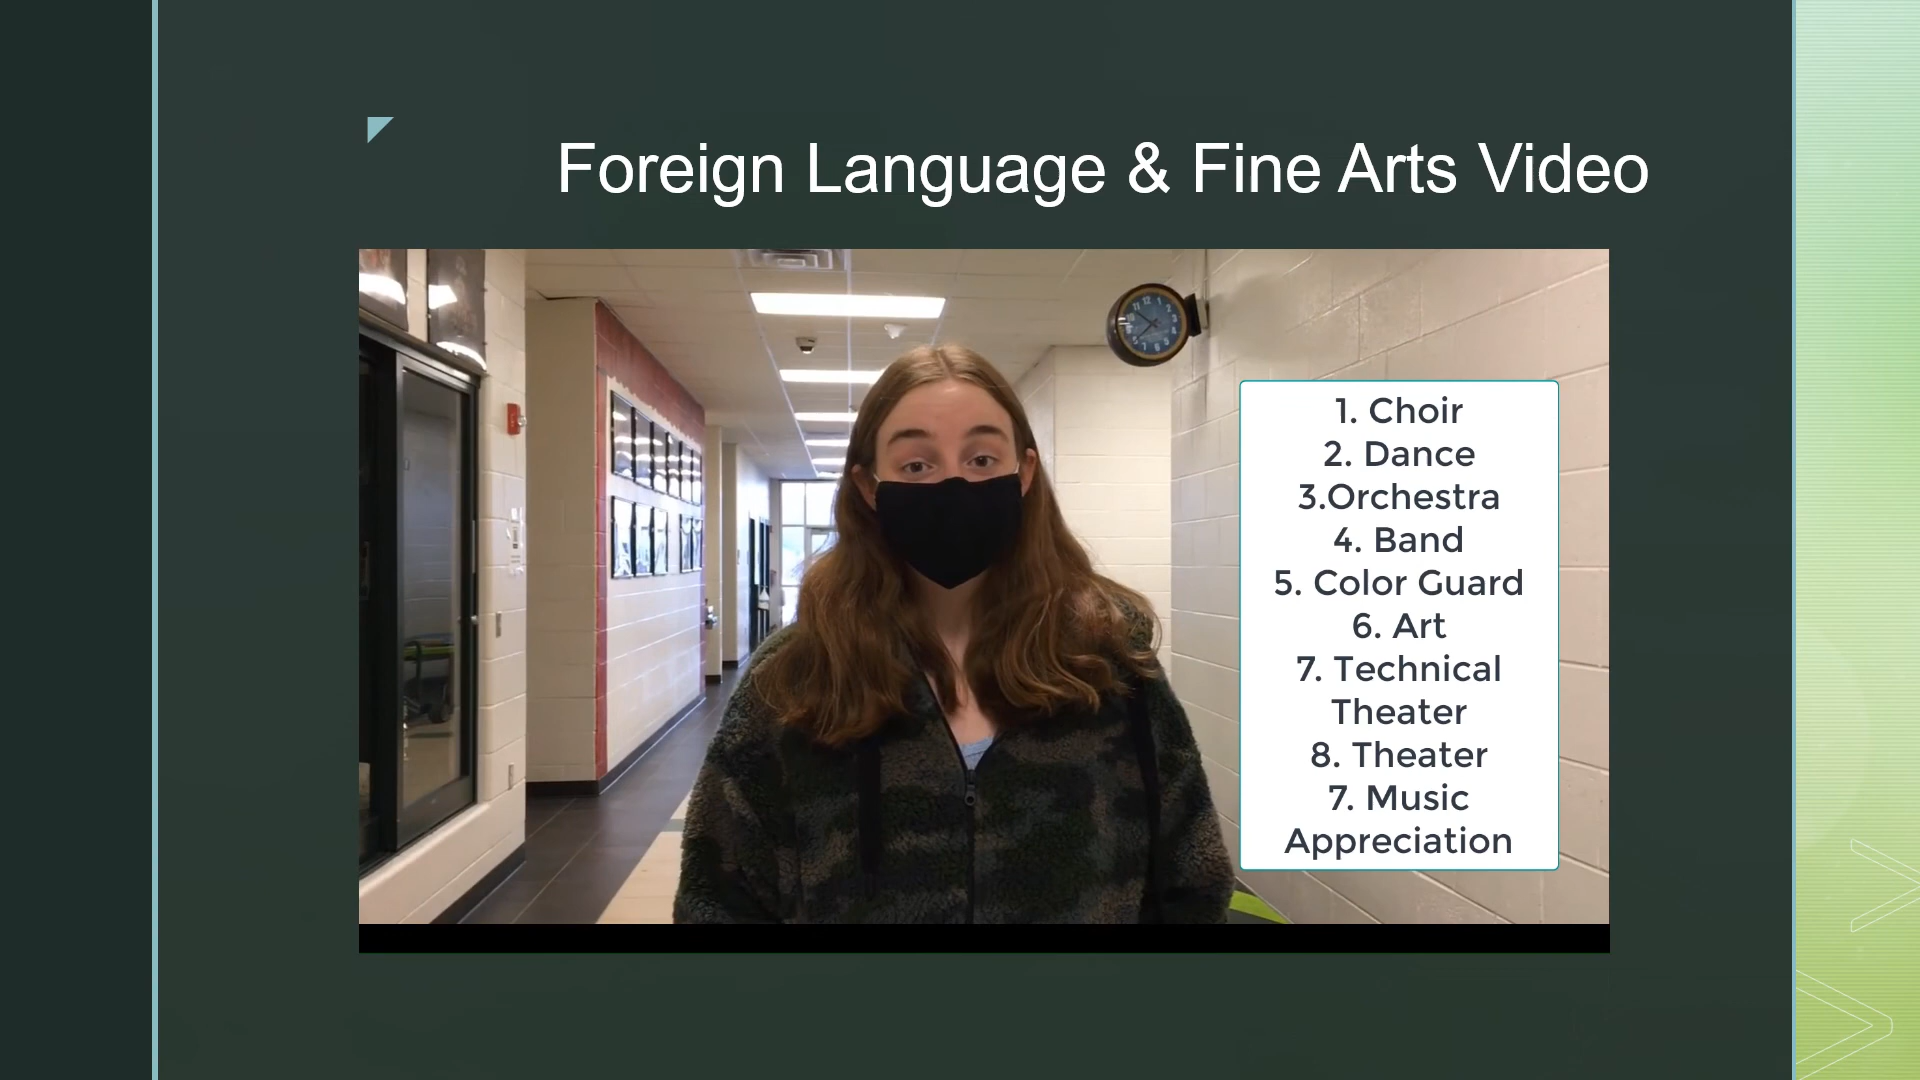 Foreign Language & Fine Arts Video
1. Choir
2. Dance
3.Orchestra
4. Band
5. Color Guard
6. Art
7. Technical
Theater
8. Theater
7. Music
Appreciation